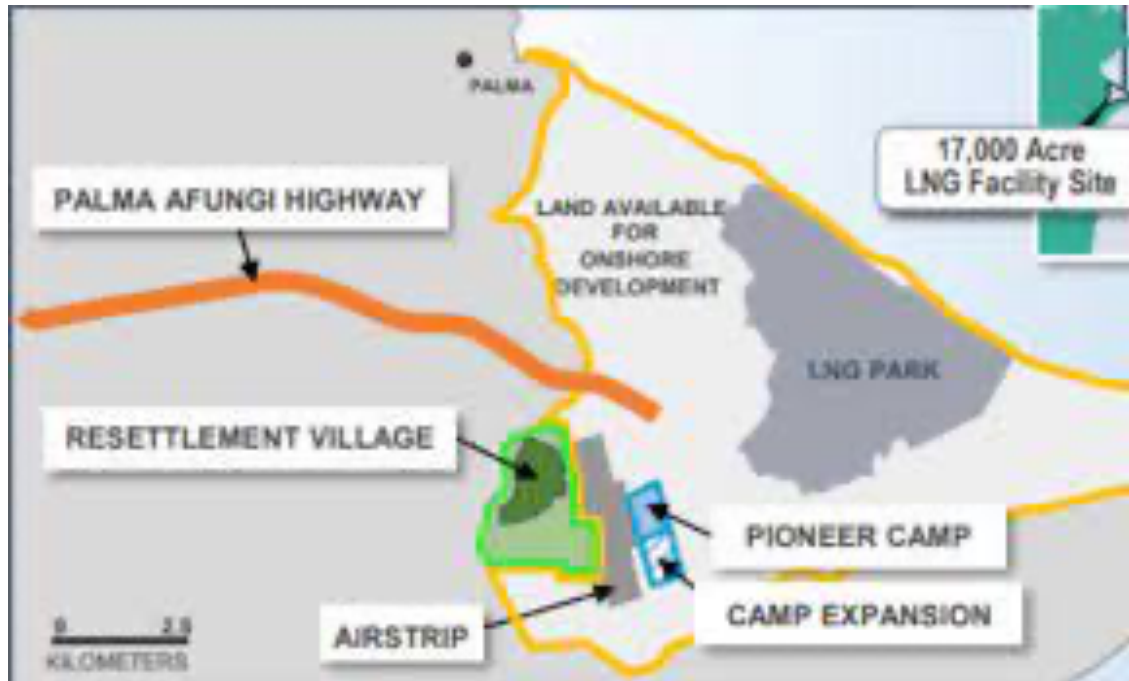 PALMA
17,000 Acre
LNG Facility Site
PALMA AFUNGI HIGHWAY
LAND AVAILABLE
FOR
ONSHORE
DEVELOPMENT
LNG PARK
RESETTLEMENT VILLAGE
PIONEER CAMP
CAMP EXPANSION
AIRSTRIP
0 2.5
KILOMETERS